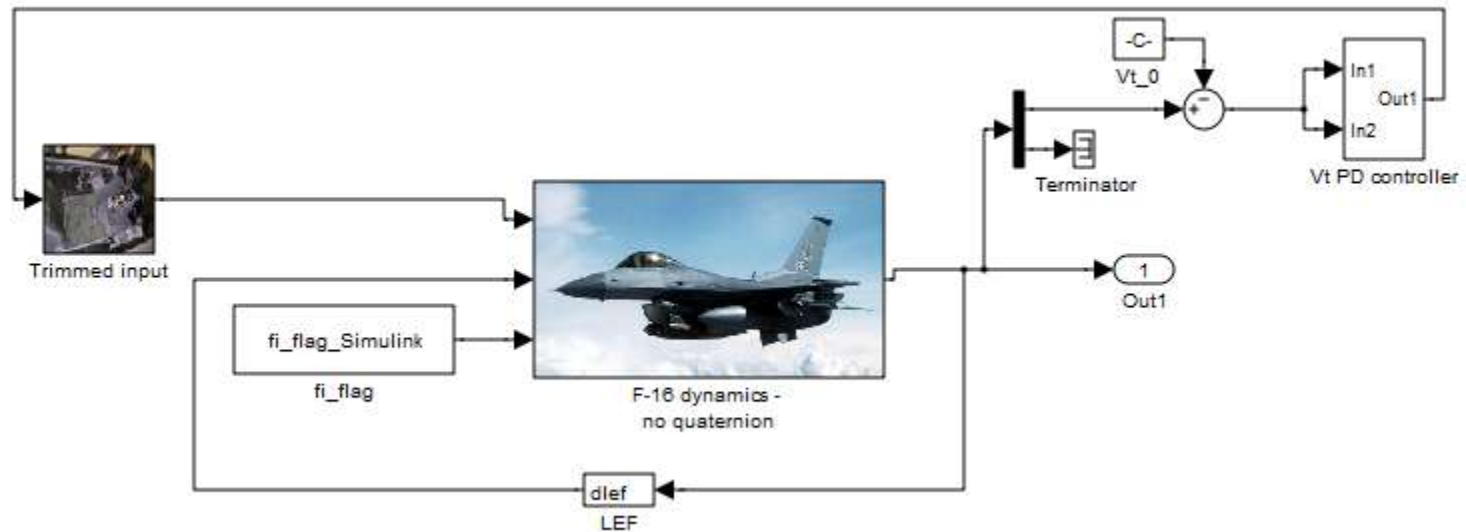 -C-
Vt_0
In1
Out1
In2
Vt PD controller
+
−
Terminator
Trimmed input
1
Out1
fi_flag_Simulink
fi_flag
F-16 dynamics -
no quaternion
dlef
LEF